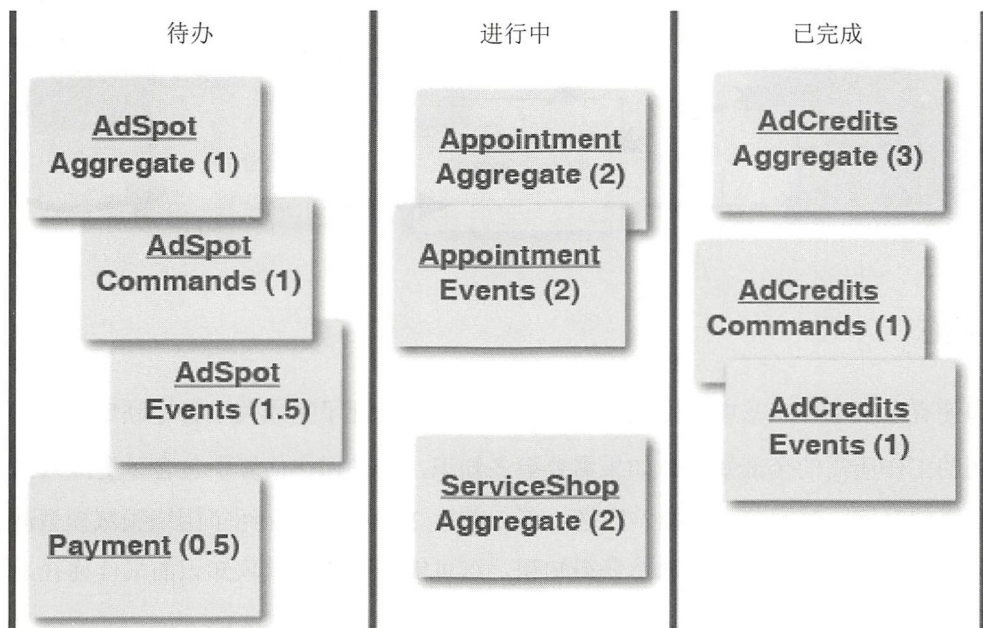 待办
AdSpot
Aggregate (1)
AdSpot
Commands (1)
AdSpot
Events (1.5)
Payment (0.5)
进行中
Appointment
Aggregate (2)
Appointment
Events (2)
ServiceShop
Aggregate (2)
已完成
AdCredits
Aggregate (3)
AdCredits
Commands (1)
AdCredits
Events (1)